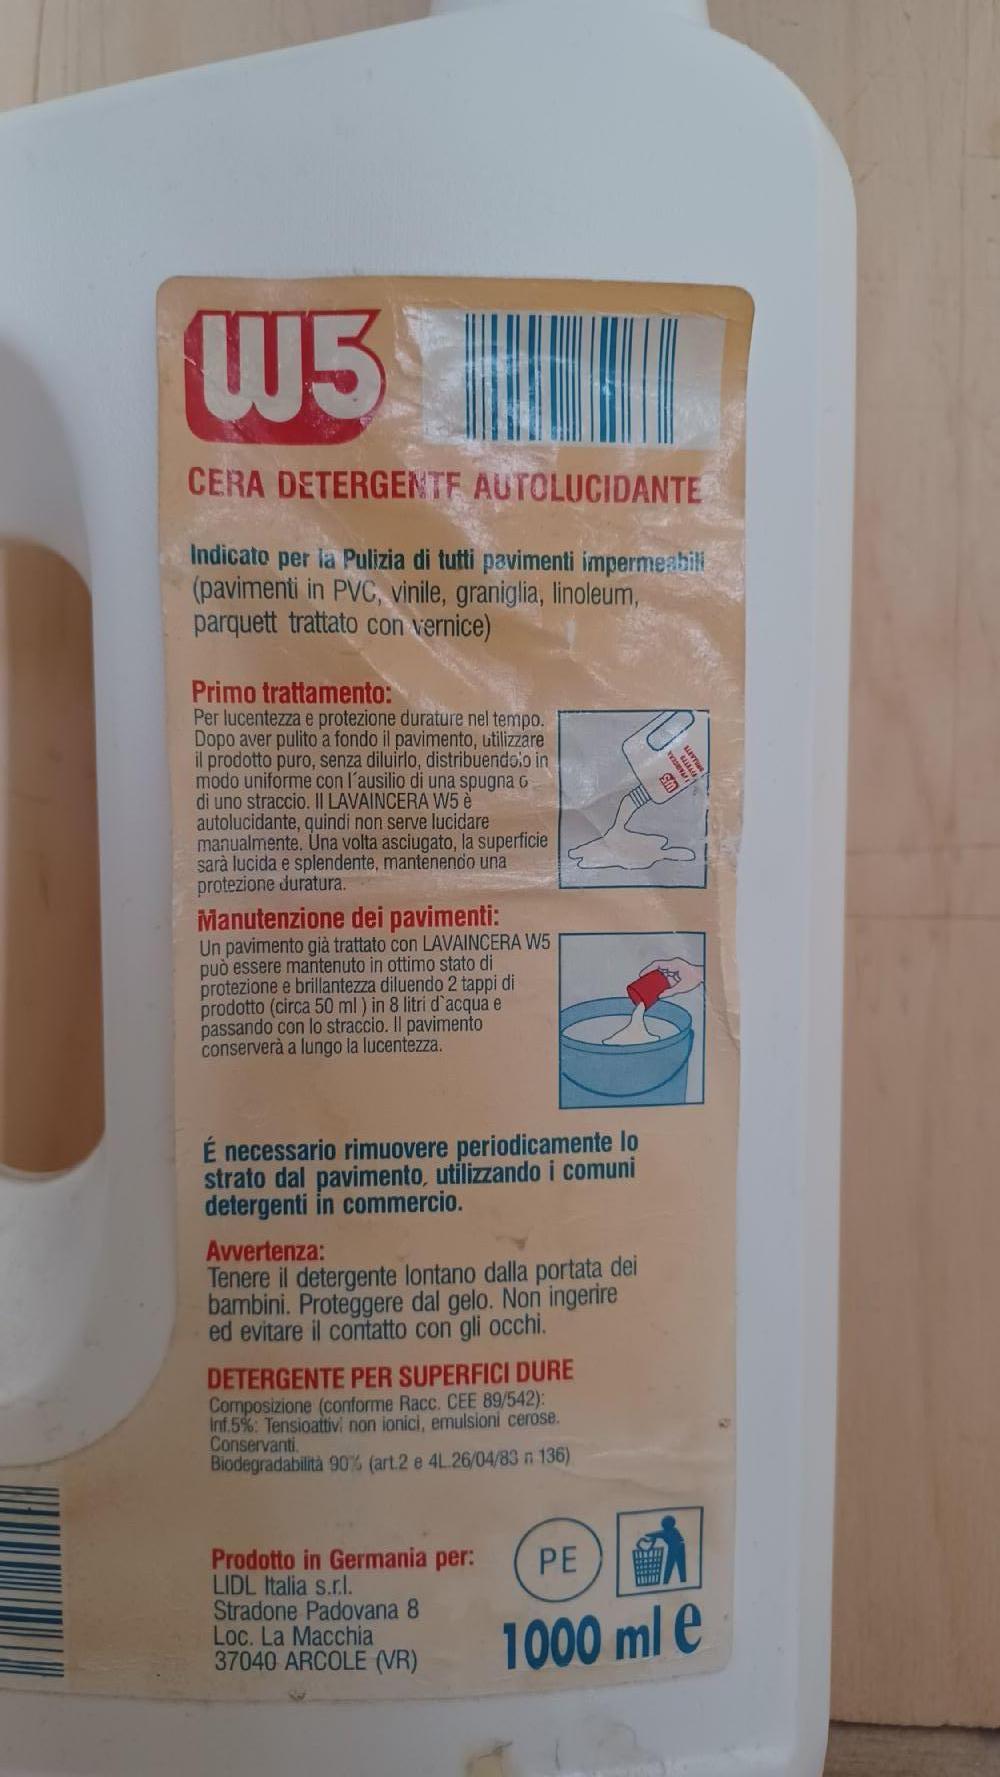 W5
CERA DETERGENTE AUTOLUCIDANTE
Indicato per la Pulizia di tutti pavimenti impermeabili
(pavimenti in PVC, vinile, graniglia, linoleum,
parquett trattato con vernice)
Primo trattamento:
Per lucentezza e protezione durature nel tempo.
Dopo aver pulito a fondo il pavimento, utilizzare
il prodotto puro, senza diluirlo, distribuendolo in
modo uniforme con l´ausilio di una spugna o
di uno straccio. Il LAVAINCERA W5 è
autolucidante, quindi non serve lucidare
manualmente. Una volta asciugato, la superficie
sarà lucida e splendente, mantenendo una
protezione duratura.
W5
Manutenzione dei pavimenti:
Un pavimento già trattato con LAVAINCERA W5
può essere mantenuto in ottimo stato di
protezione e brillantezza diluendo 2 tappi di
prodotto (circa 50 ml ) in 8 litri d`acqua e
passando con lo straccio. Il pavimento
conserverà a lungo la lucentezza.
É necessario rimuovere periodicamente lo
strato dal pavimento, utilizzando i comuni
detergenti in commercio.
Avvertenza:
Tenere il detergente lontano dalla portata dei
bambini. Proteggere dal gelo. Non ingerire
ed evitare il contatto con gli occhi.
DETERGENTE PER SUPERFICI DURE
Composizione (conforme Racc. CEE 89/542):
Inf.5%: Tensioattivi non ionici, emulsioni cerose.
Conservanti.
Biodegradabilità 90% (art.2 e 4L.26/04/83 n 136)
Prodotto in Germania per:
LIDL Italia s.r.l.
Stradone Padovana 8
Loc. La Macchia
37040 ARCOLE (VR)
PE
1000 ml e